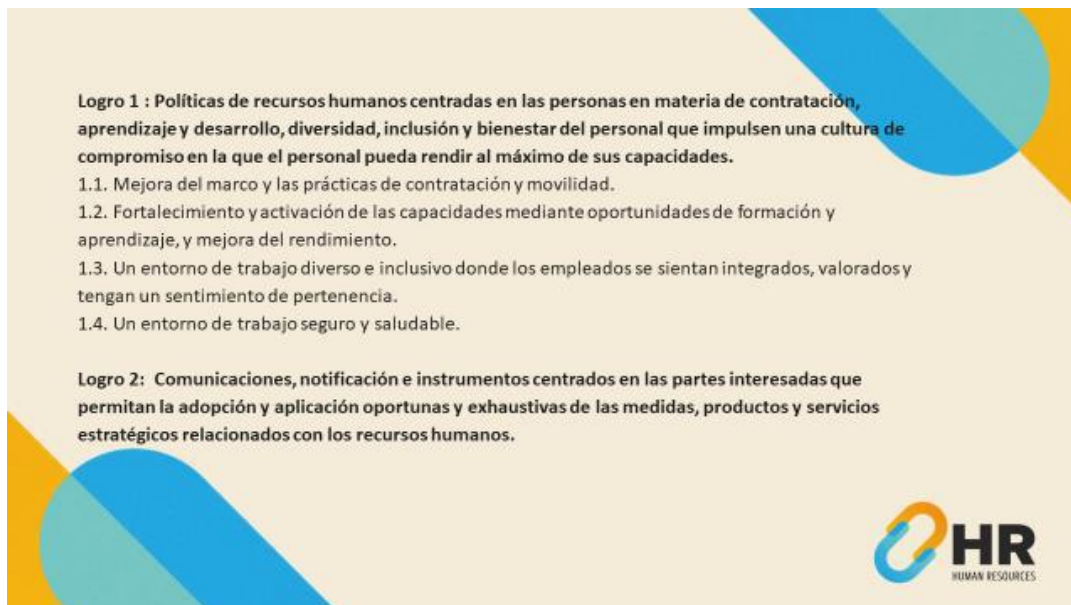 Logro 1 : Políticas de recursos humanos centradas en las personas en materia de contratación,
aprendizaje y desarrollo, diversidad, inclusión y bienestar del personal que impulsen una cultura de
compromiso en la que el personal pueda rendir al máximo de sus capacidades.
1.1. Mejora del marco y las prácticas de contratación y movilidad.
1.2. Fortalecimiento y activación de las capacidades mediante oportunidades de formación y
aprendizaje, y mejora del rendimiento.
1.3. Un entorno de trabajo diverso e inclusivo donde los empleados se sientan integrados, valorados y
tengan un sentimiento de pertenencia.
1.4. Un entorno de trabajo seguro y saludable.
Logro 2: Comunicaciones, notificación e instrumentos centrados en las partes interesadas que
permitan la adopción y aplicación oportunas y exhaustivas de las medidas, productos y servicios
estratégicos relacionados con los recursos humanos.
HR
HUMAN RESOURCES